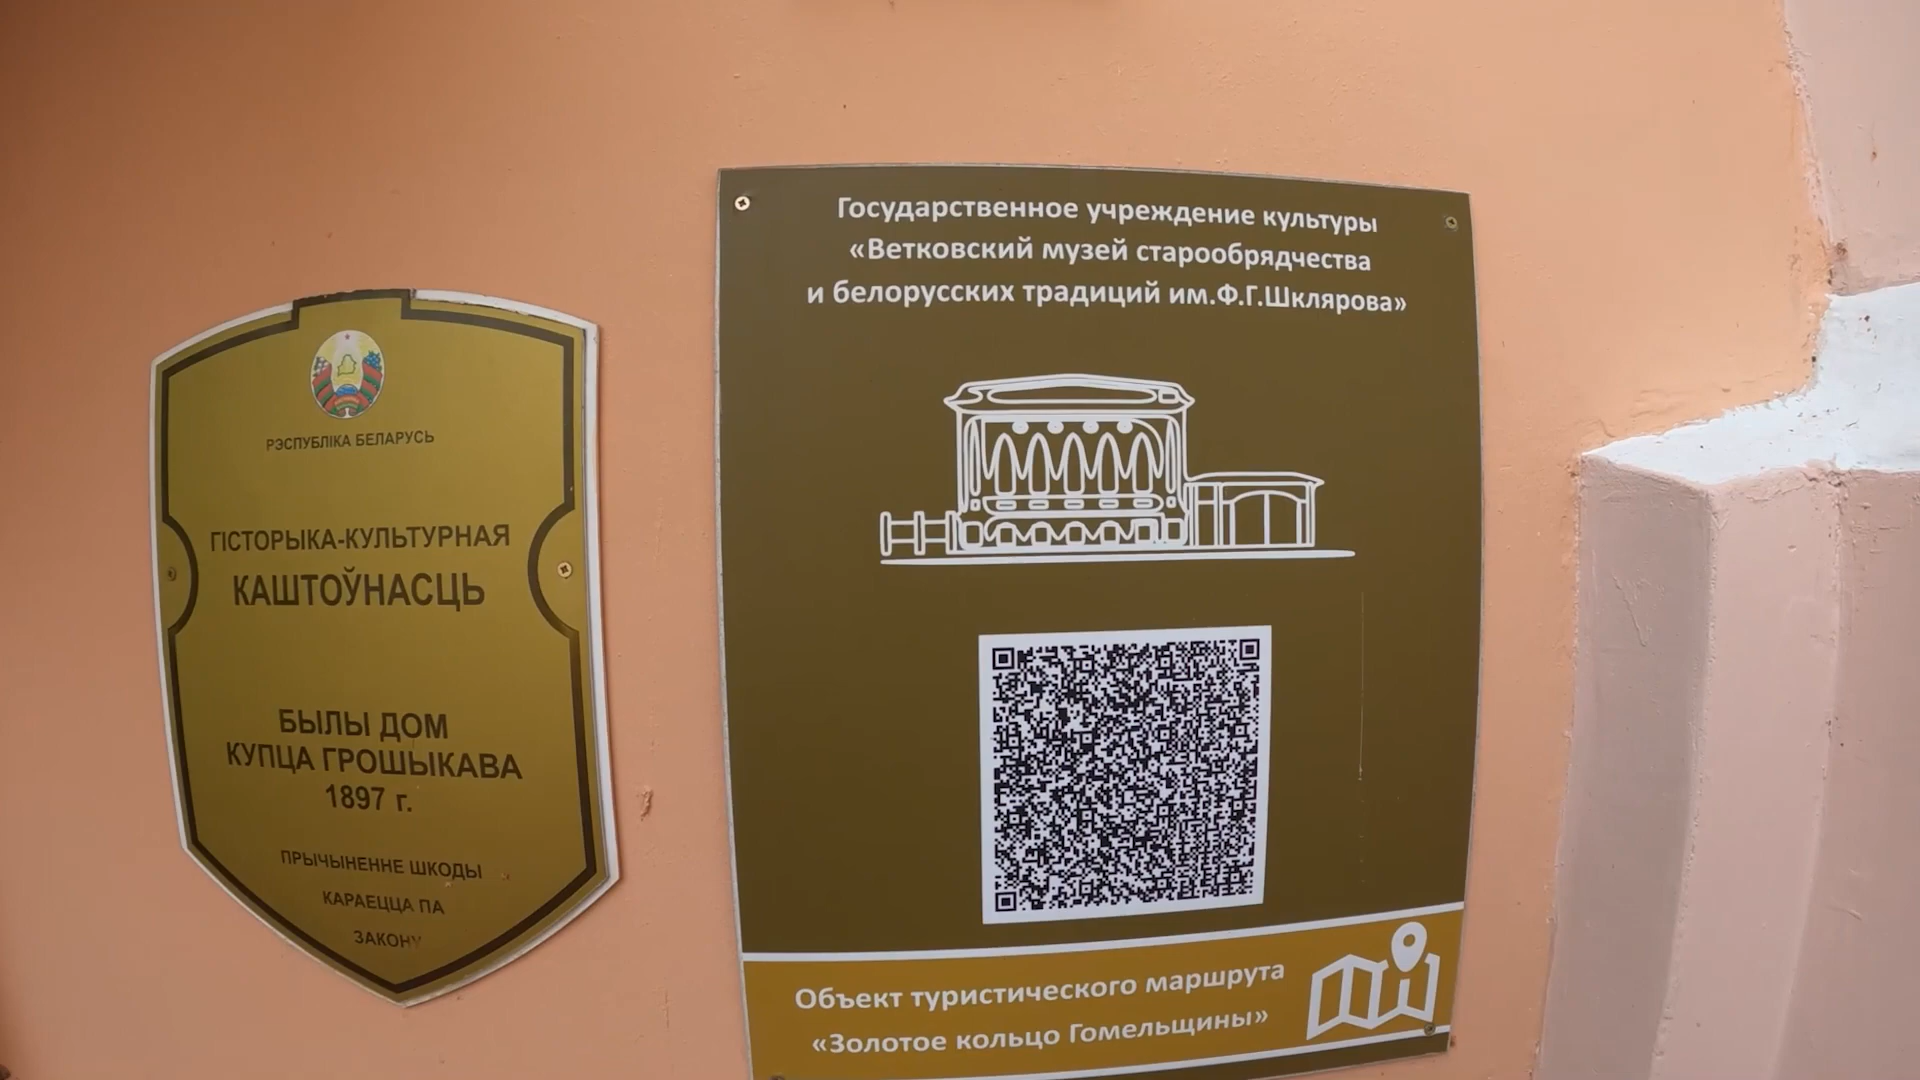 РЭСПУБЛІКА БЕЛАРУСЬ
ГІСТОРЫКА-КУЛЬТУРНАЯ
КАШТОЎНАСЦЬ
БЫЛЫ ДОМ
КУПЦА ГРОШЫКАВА
1897 г.
ПРЫЧЫНЕННЕ ШКОДЫ
КАРАЕЦЦА ПА
ЗАКОНУ
Государственное учреждение культуры
«Ветковский музей старообрядчества
и белорусских традиций им.Ф.Г.Шклярова»
Объект туристического маршрута
«Золотое кольцо Гомельщины»